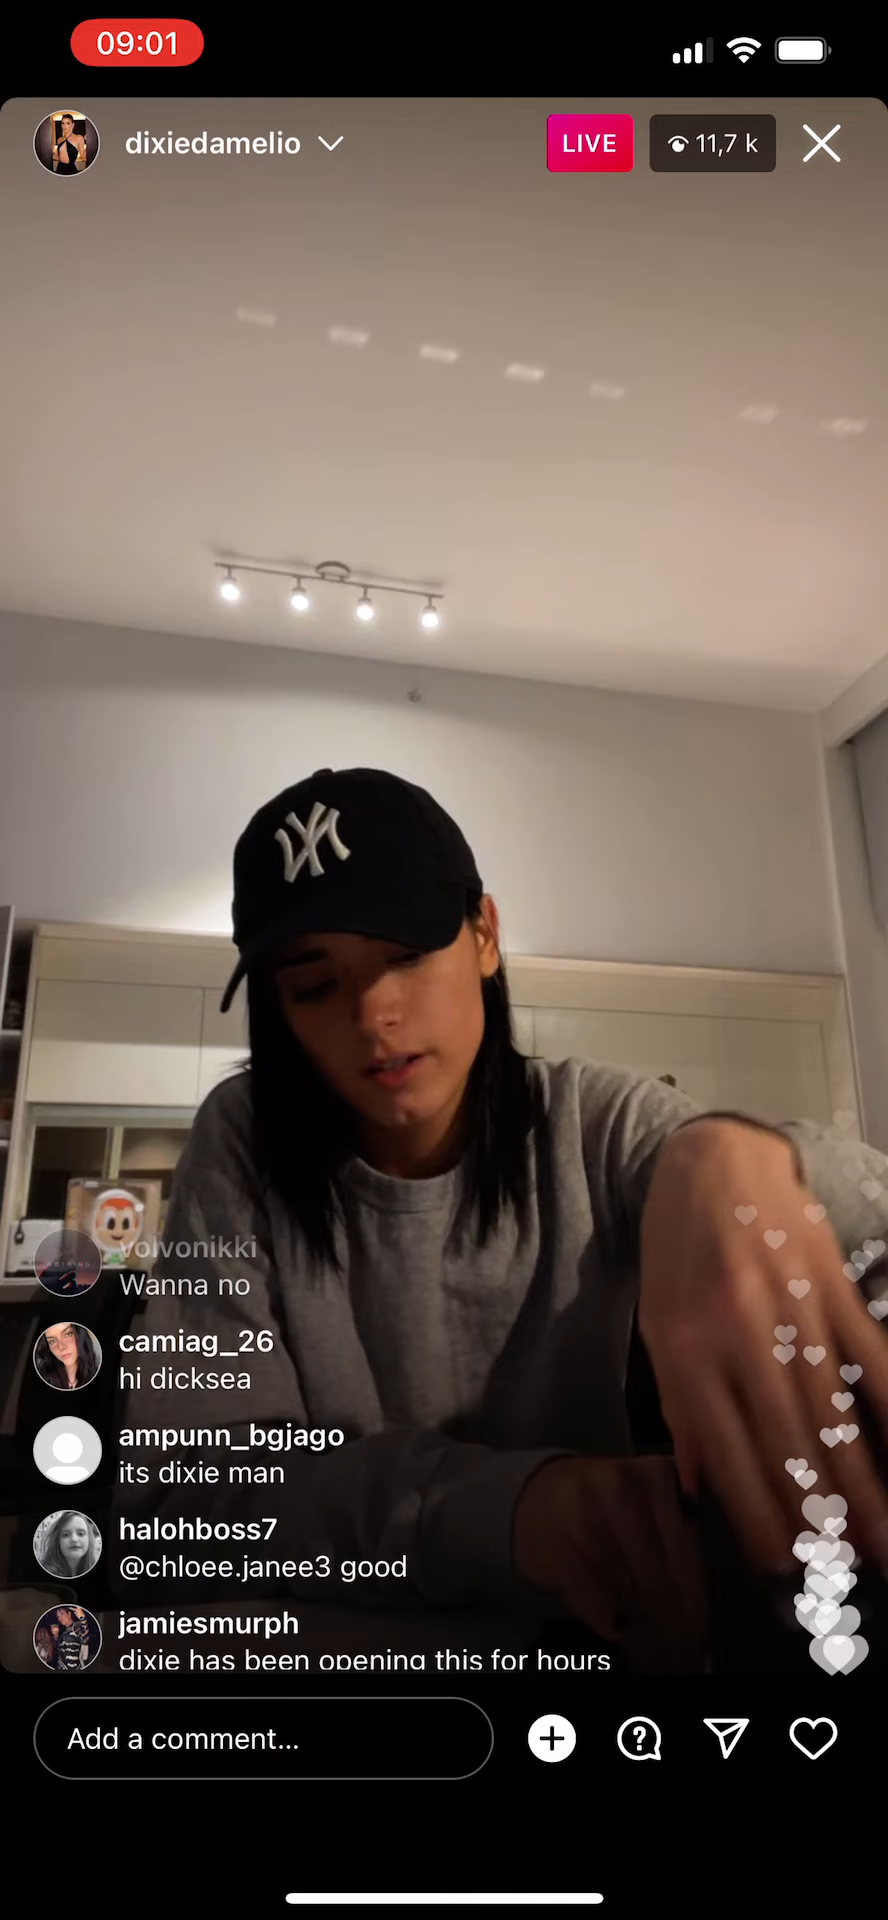 09:01
dixiedamelio
LIVE
11,7 k
NY
volvonikki
Wanna no
camiag_26
hi dicksea
ampunn_bgjago
its dixie man
halohboss7
@chloee.janee3 good
jamiesmurph
dixie has been opening this for hours
Add a comment...